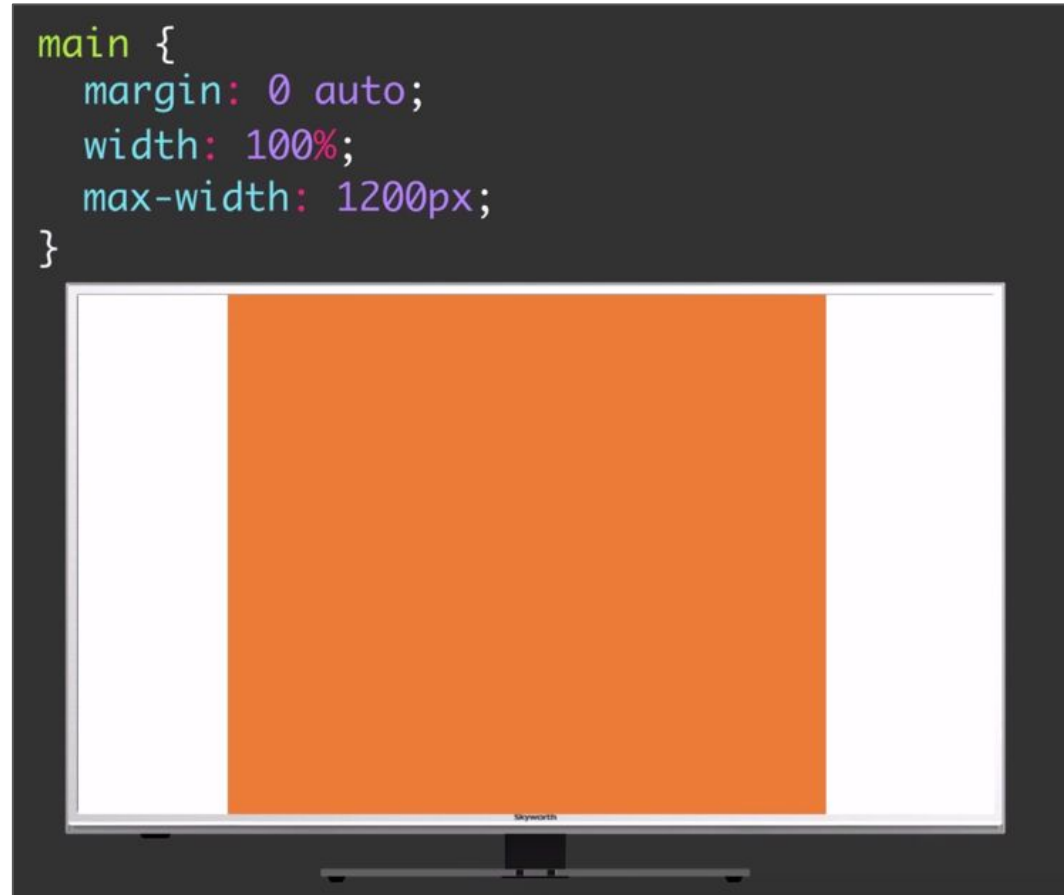 main {
  margin: 0 auto;
  width: 100%;
  max-width: 1200px;
}
Skyworth